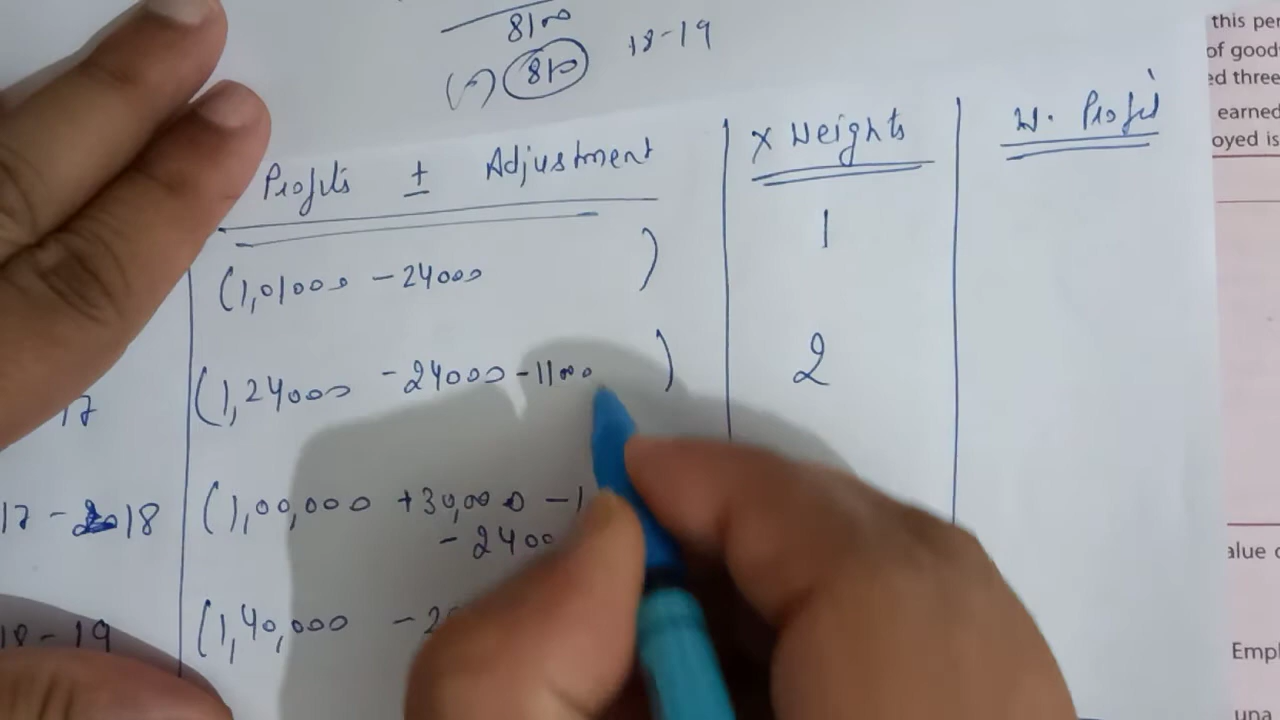 8100
(-) 810 18-19
Profits ± Adjustment × Weights W. Profit
(1,01000 - 24000 ) 1
17 (1,24000 - 24000 - 1100 ) 2
17 - 2018 (1,00,000 + 30,000 - 1
- 2400
18 - 19 (1,40,000 - 2
this per
of good
ed three
earned
oyed is
alue
Empl
una